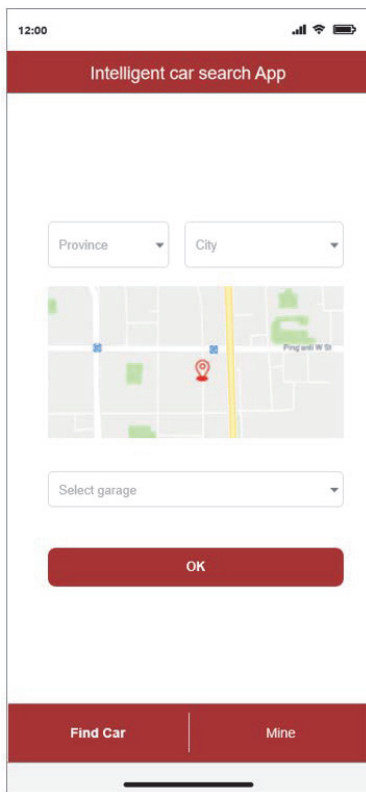 12:00
Intelligent car search App
Province
City
Ping'anli W St
Select garage
OK
Find Car
Mine